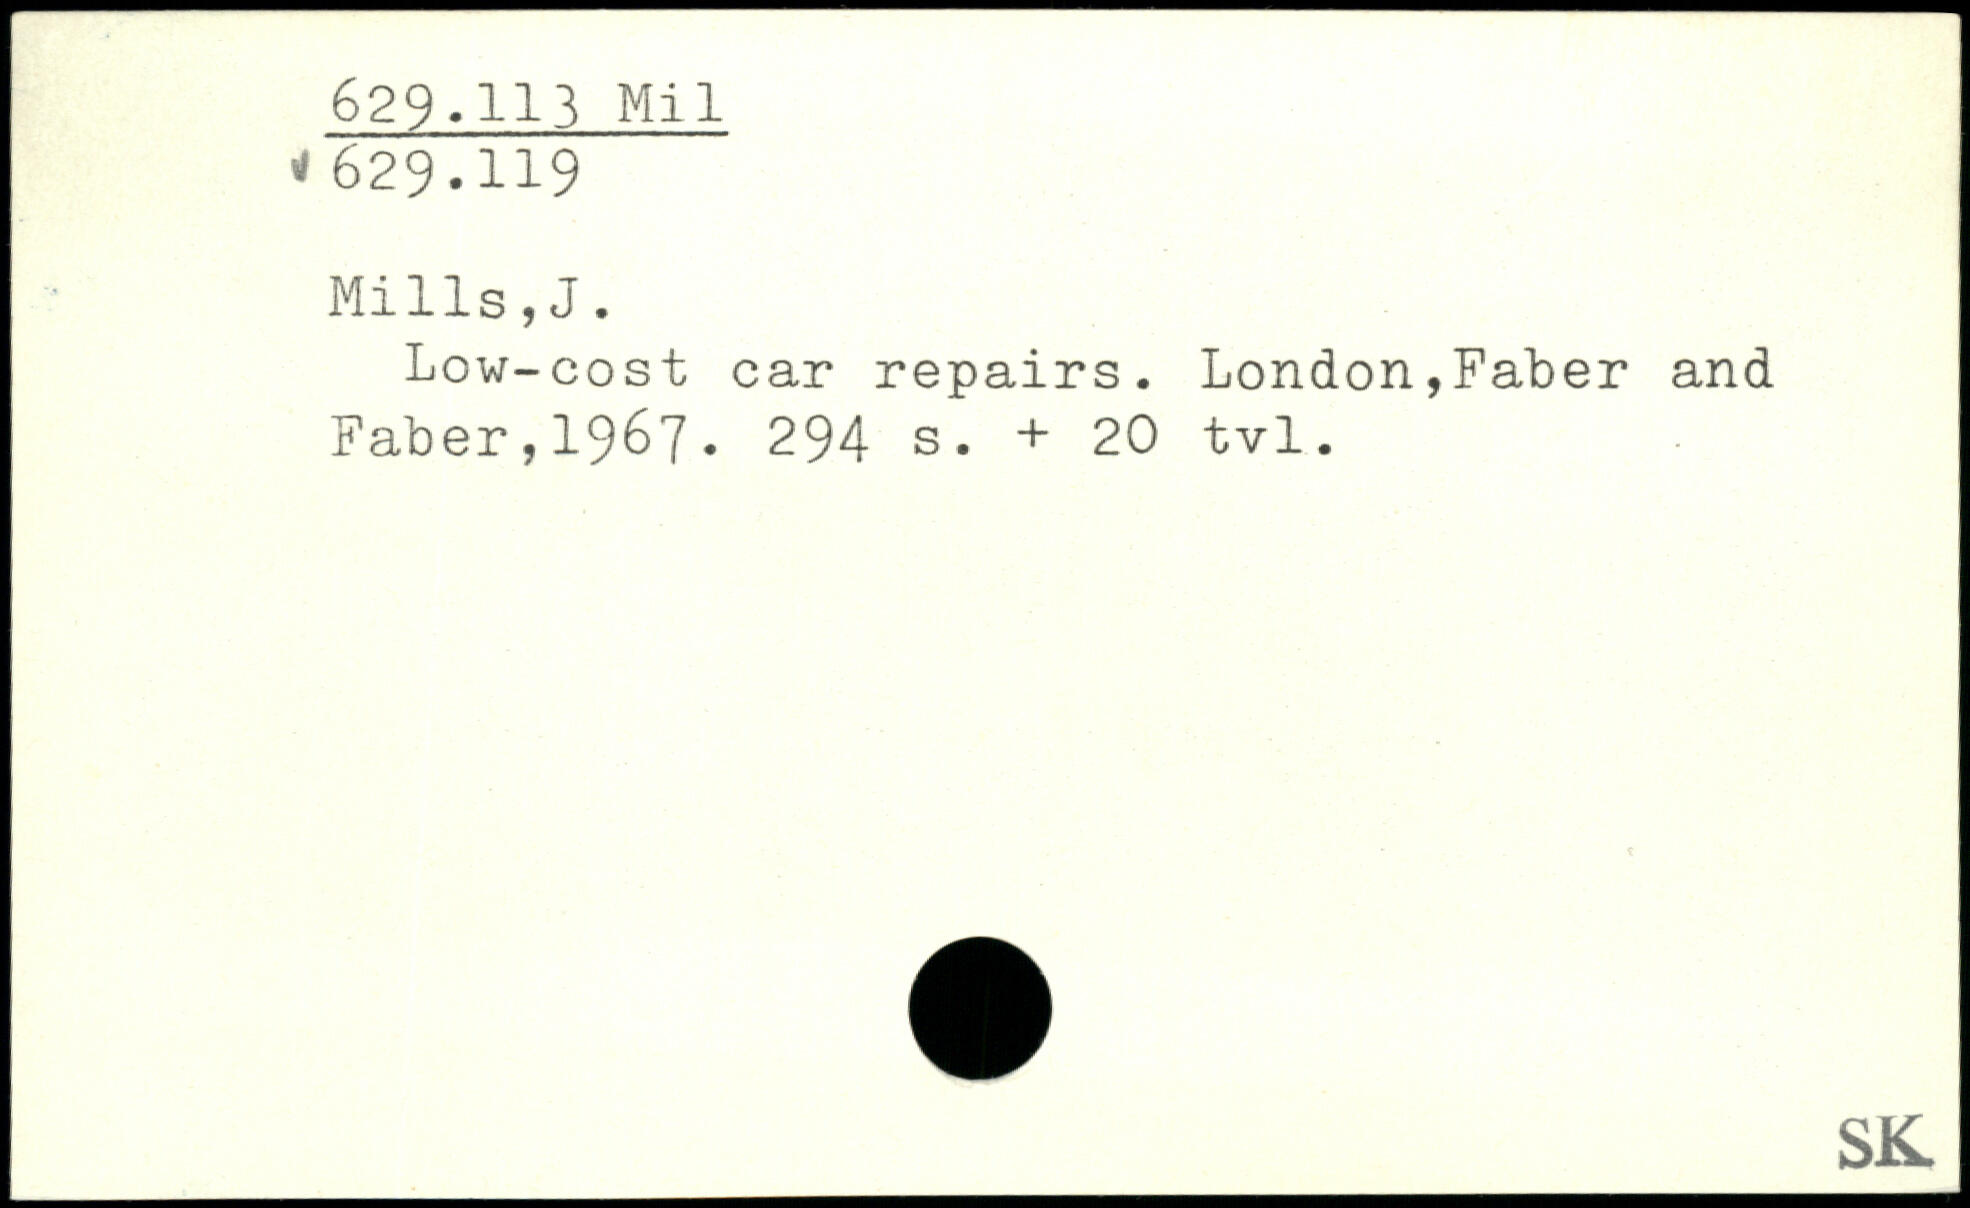 629.113 Mil
629.119
Mills,J.
Low-cost car repairs. London,Faber and
Faber,1967. 294 s. + 20 tvl.
SK